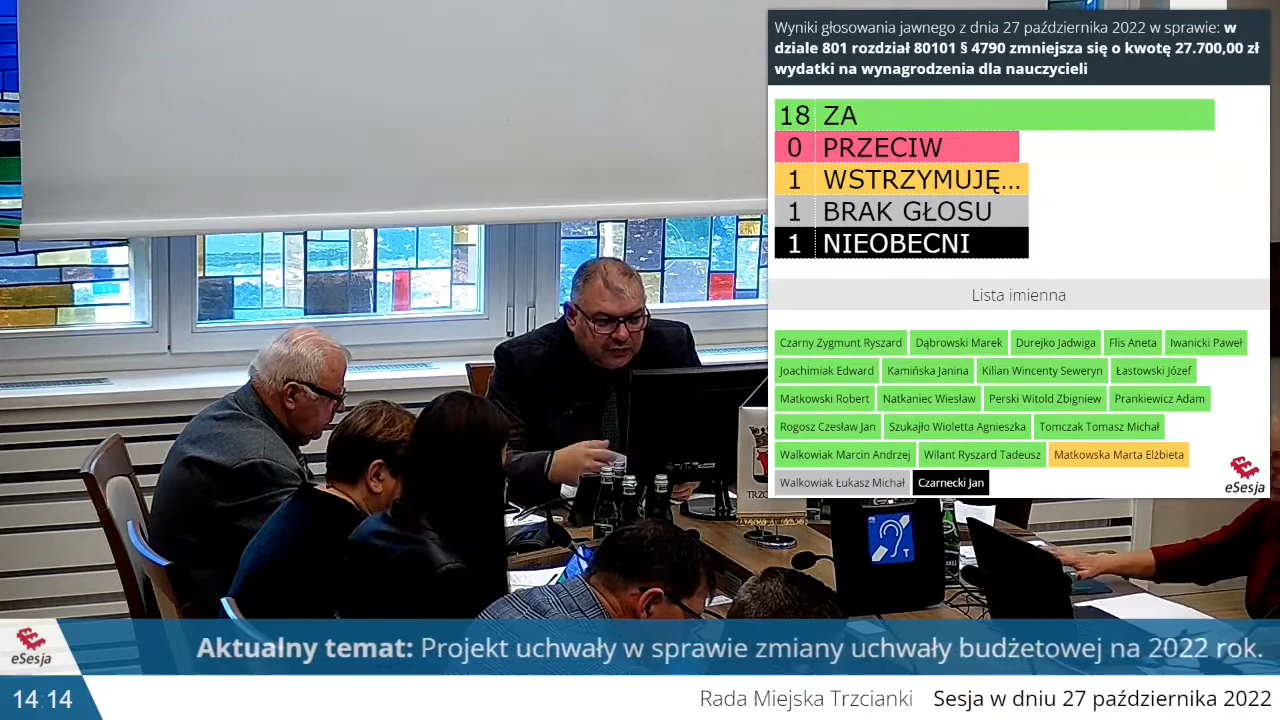 Wyniki głosowania jawnego z dnia 27 października 2022 w sprawie: w
dziale 801 rozdział 80101 § 4790 zmniejsza się o kwotę 27.700,00 zł
wydatki na wynagrodzenia dla nauczycieli
18 ZA
0 PRZECIW
1 WSTRZYMUJĘ...
1 BRAK GŁOSU
1 NIEOBECNI
Lista imienna
Czarny Zygmunt Ryszard Dąbrowski Marek Durejko Jadwiga Flis Aneta Iwanicki Paweł
Joachimiak Edward Kamińska Janina Kilian Wincenty Seweryn Łastowski Józef
Matkowski Robert Natkaniec Wiesław Perski Witold Zbigniew Prankiewicz Adam
Rogosz Czesław Jan Szukajło Wioletta Agnieszka Tomczak Tomasz Michał
Walkowiak Marcin Andrzej Wilant Ryszard Tadeusz Matkowska Marta Elżbieta
Walkowiak Łukasz Michał Czarnecki Jan
eSesja
T
eSesja
Aktualny temat: Projekt uchwały w sprawie zmiany uchwały budżetowej na 2022 rok.
14:14
Rada Miejska Trzcianki Sesja w dniu 27 października 2022